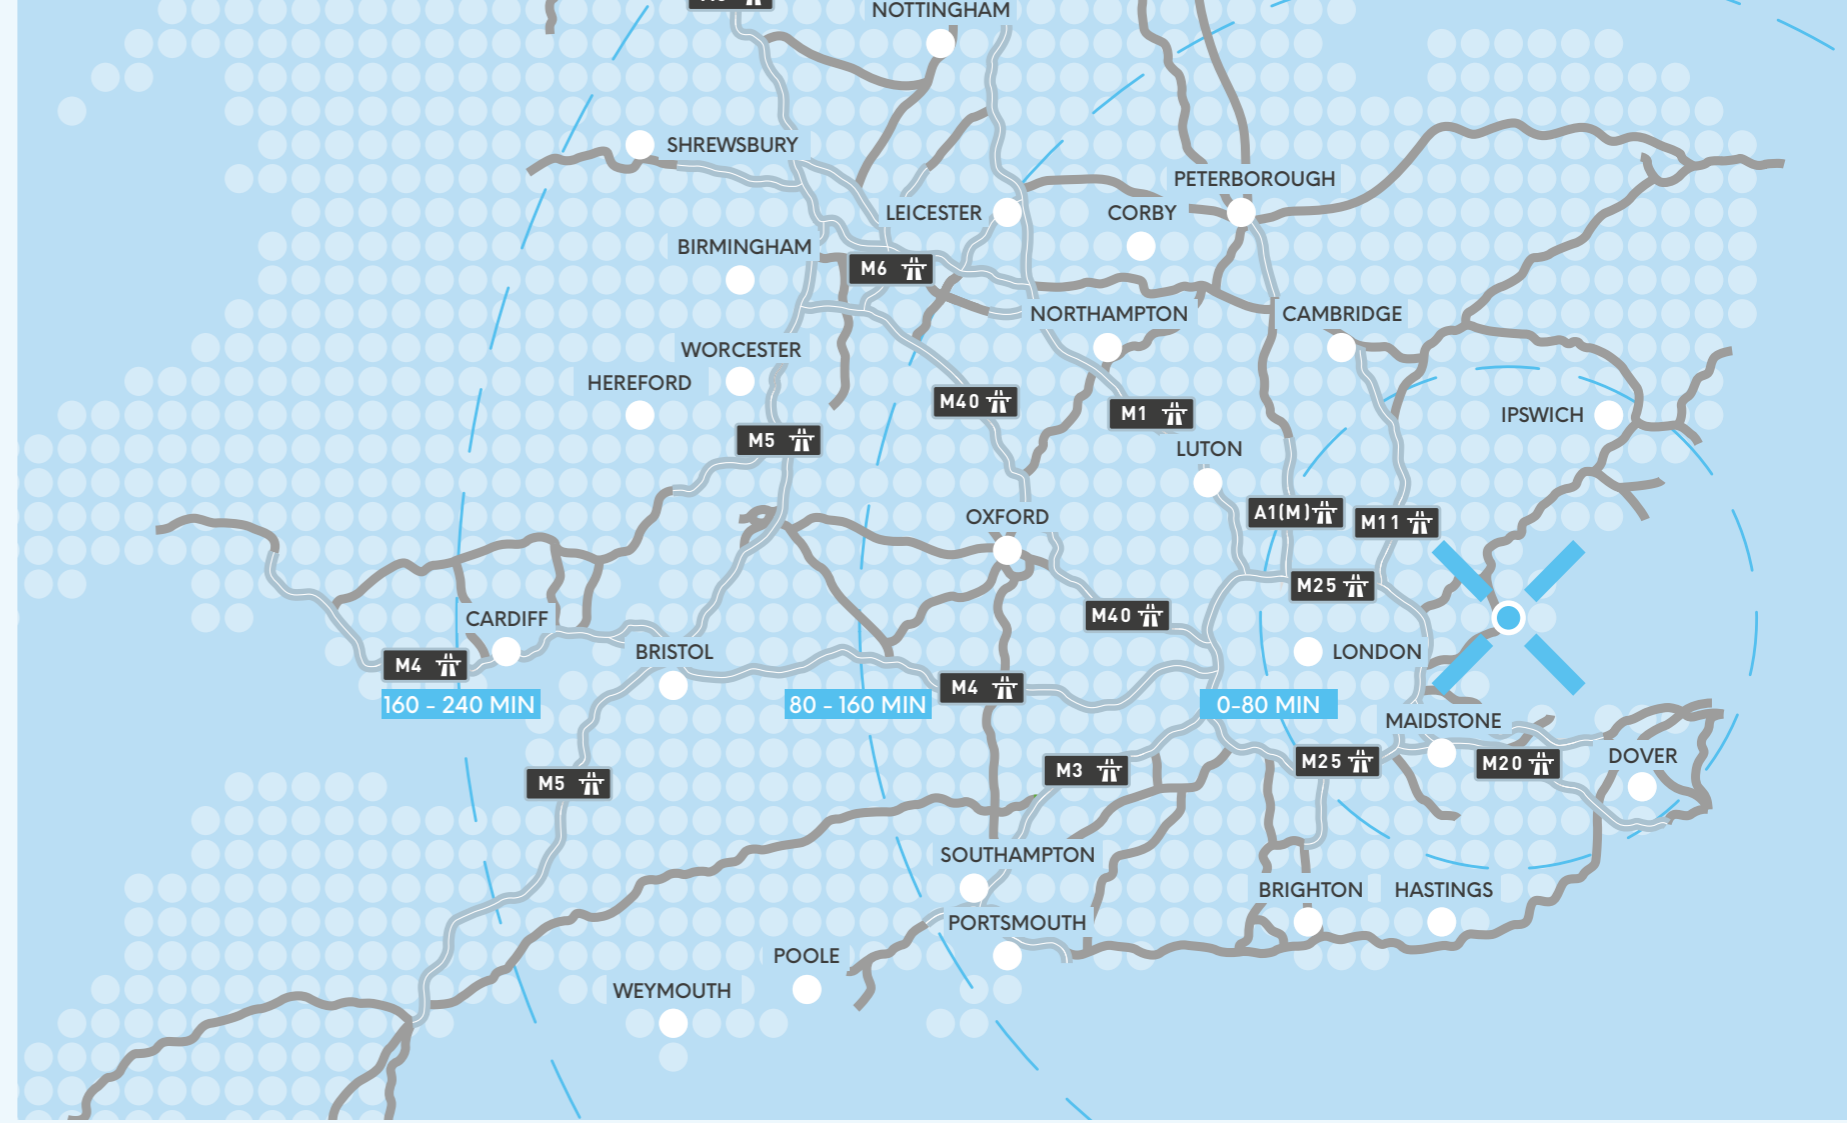 NOTTINGHAM
SHREWSBURY
PETERBOROUGH
LEICESTER
CORBY
BIRMINGHAM
M6
NORTHAMPTON
CAMBRIDGE
WORCESTER
HEREFORD
M40
M1
IPSWICH
M5
LUTON
OXFORD
A1(M)
M11
M25
CARDIFF
M40
BRISTOL
LONDON
M4
M4
160 - 240 MIN
80 - 160 MIN
0-80 MIN
MAIDSTONE
DOVER
M3
M25
M20
M5
SOUTHAMPTON
BRIGHTON
HASTINGS
PORTSMOUTH
POOLE
WEYMOUTH